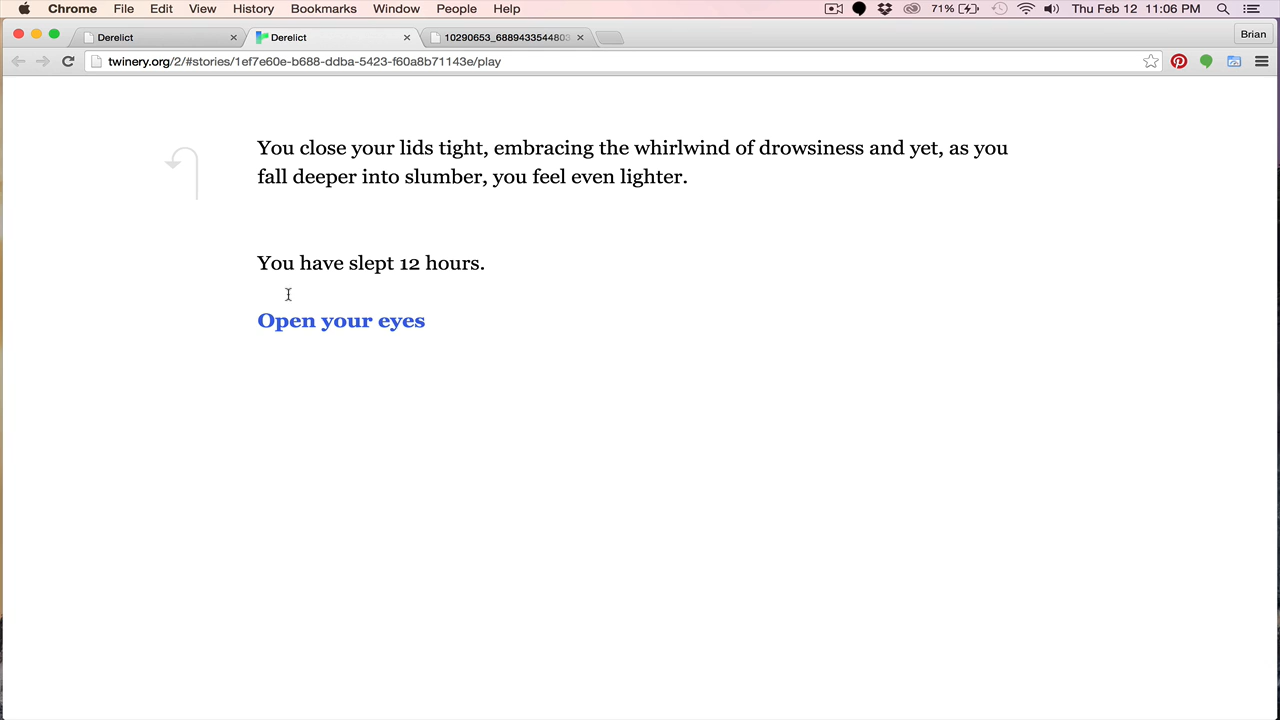 Chrome File Edit View History Bookmarks Window People Help 71% Thu Feb 12 11:06 PM
Derelict Derelict 10290653_6889433544803 Brian
twinery.org/2/#stories/1ef7e60e-b688-ddba-5423-f60a8b71143e/play
You close your lids tight, embracing the whirlwind of drowsiness and yet, as you
fall deeper into slumber, you feel even lighter.
You have slept 12 hours.
Open your eyes